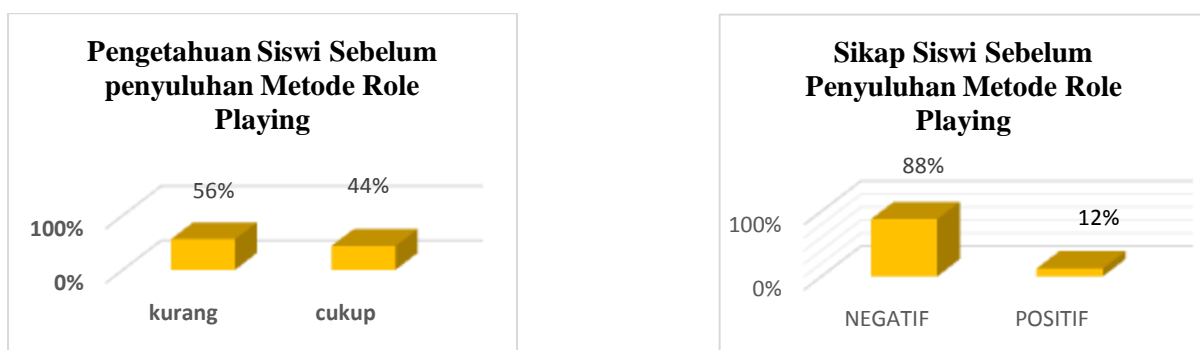 Pengetahuan Siswi Sebelum
penyuluhan Metode Role
Playing
56%
44%
100%
0%
kurang
cukup
Sikap Siswi Sebelum
Penyuluhan Metode Role
Playing
88%
12%
100%
0%
NEGATIF
POSITIF